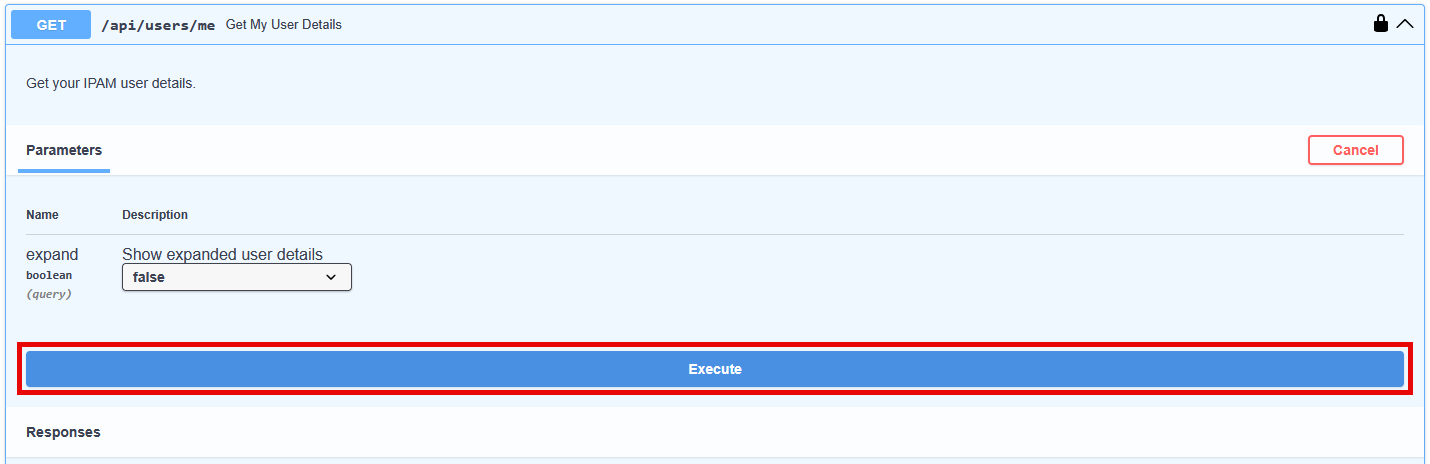 GET /api/users/me Get My User Details
Get your IPAM user details.
Parameters Cancel
Name Description
expand Show expanded user details
boolean false
(query)
Execute
Responses